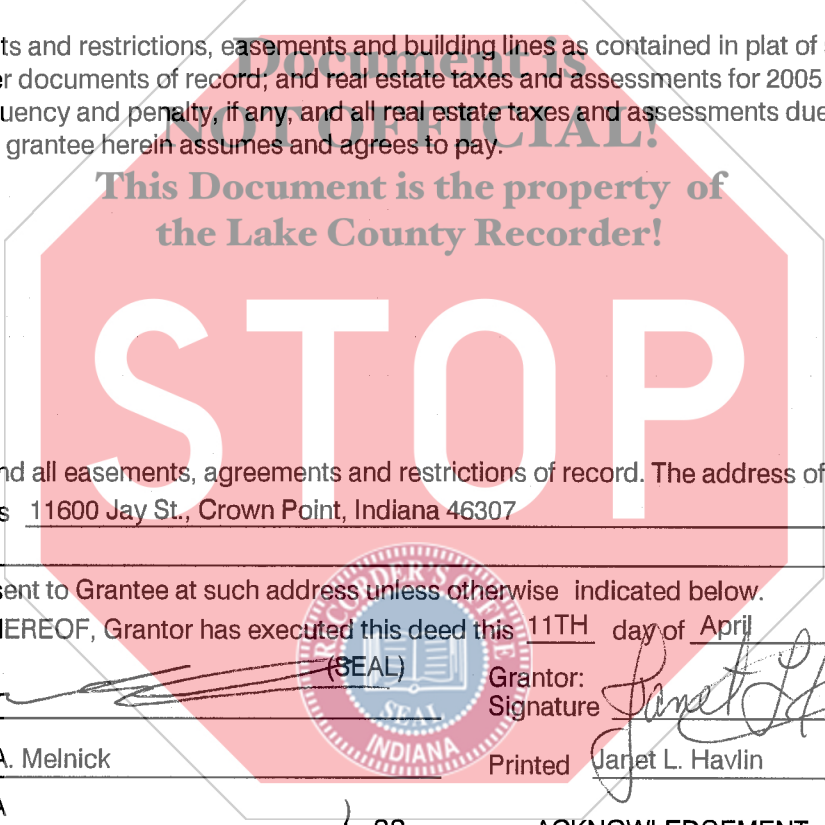 ts and restrictions, easements and building lines as contained in plat of
Document is
er documents of record; and real estate taxes and assessments for 2005
uency and penalty, if any, and all real estate taxes and assessments due
NOT OFFICIAL!
grantee herein assumes and agrees to pay.
This Document is the property of
the Lake County Recorder!
STOP
nd all easements, agreements and restrictions of record. The address of
s 11600 Jay St., Crown Point, Indiana 46307
sent to Grantee at such address unless otherwise indicated below.
HEREOF, Grantor has executed this deed this 11TH day of April
RECORDER'S OFFICE
(SEAL)
Grantor:
Signature Janet L
SEAL
INDIANA
A. Melnick
Printed Janet L. Havlin
A
ACKNOWLEDGEMENT